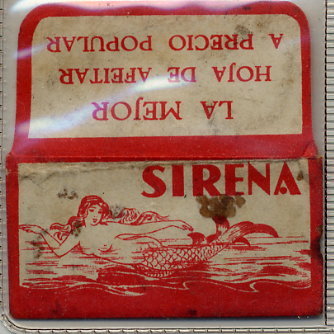 LA MEJOR
HOJA DE AFEITAR
A PRECIO POPULAR
SIRENA